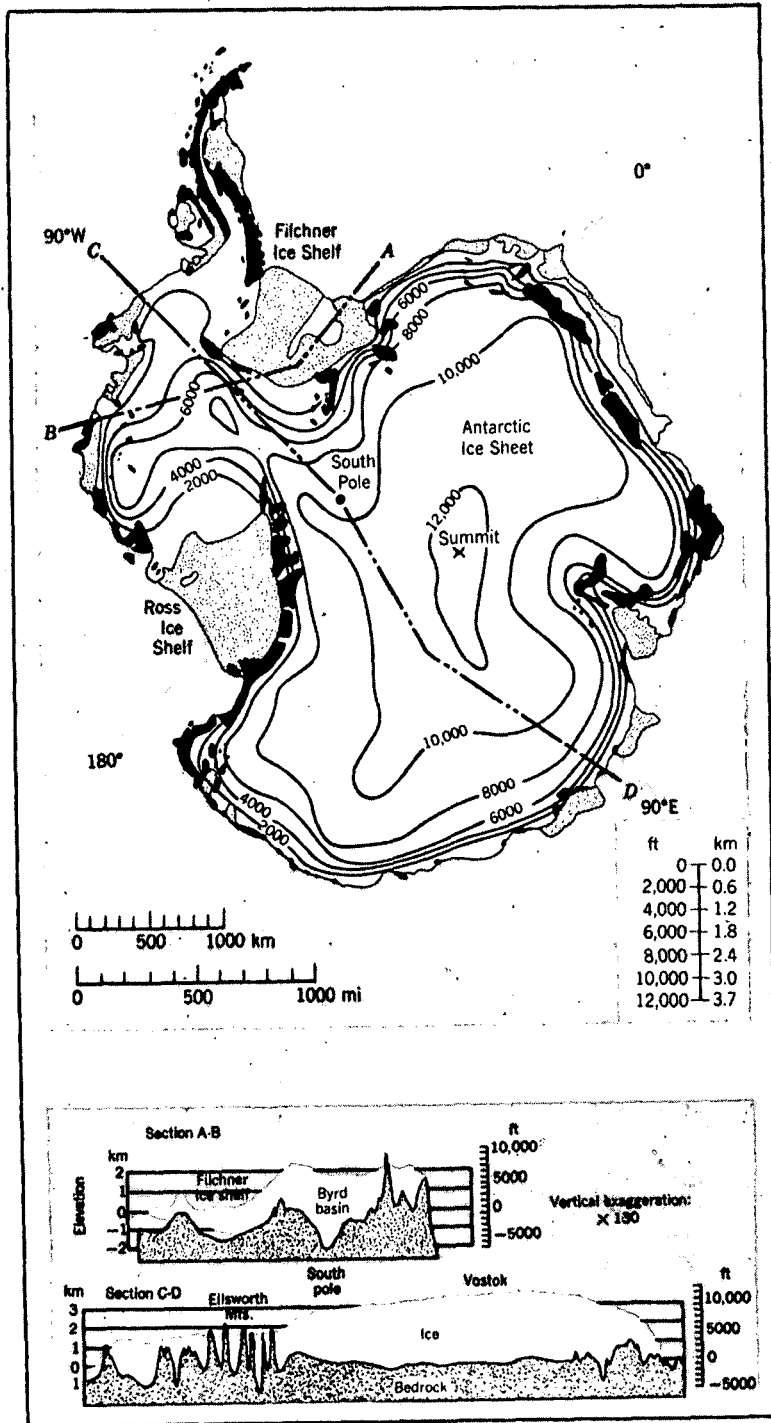 0°
90°W
C
Filchner
Ice Shelf
A
6000
8000
10,000
6000
B
Antarctic
Ice Sheet
South
Pole
4000
2000
12,000
Summit
Ross
Ice
Shelf
180°
10,000
D
90°E
8000
4000
6000
2000
ft km
0 0.0
2,000 0.6
4,000 1.2
6,000 1.8
8,000 2.4
10,000 3.0
12,000 3.7
0 500 1000 km
0 500 1000 mi
Section A-B
ft
km
10,000
2
1
0
-1
-2
Elevation
Filchner
Ice shelf
Byrd
basin
5000
0
-5000
Vertical exaggeration:
× 130
South
pole
Vostok
ft
km
Section C-D
Ellsworth
Mts.
10,000
3
2
1
0
1
5000
0
-5000
Ice
Bedrock